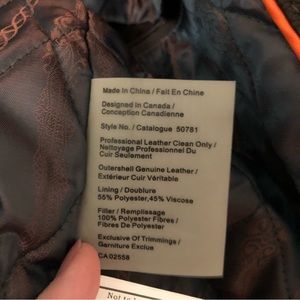 Made In China / Fait En Chine
Designed In Canada /
Conception Canadienne
Style No. / Catalogue 50781
Professional Leather Clean Only /
Nettoyage Professionnel Du
Cuir Seulement
Outershell Genuine Leather /
Extérieur Cuir Véritable
Lining / Doublure
55% Polyester,45% Viscose
Filler / Remplissage
100% Polyester Fibres /
Fibres De Polyester
Exclusive Of Trimmings /
Garniture Exclue
CA 02558
Not to